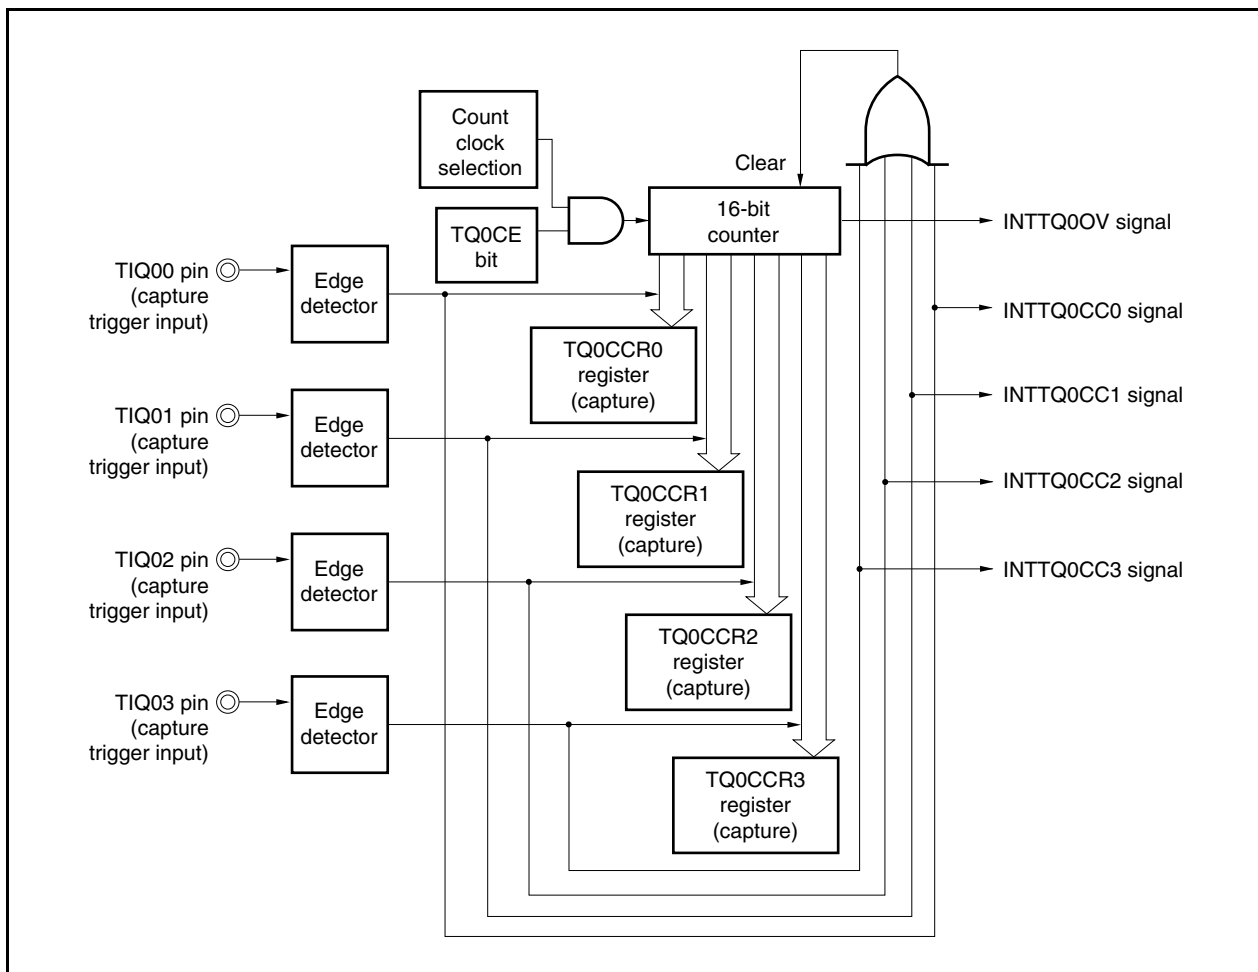 Count
clock
selection
Clear
TQ0CE
bit
16-bit
counter
INTTQ0OV signal
TIQ00 pin
(capture
trigger input)
Edge
detector
INTTQ0CC0 signal
TQ0CCR0
register
(capture)
TIQ01 pin
(capture
trigger input)
Edge
detector
INTTQ0CC1 signal
TQ0CCR1
register
(capture)
INTTQ0CC2 signal
TIQ02 pin
(capture
trigger input)
Edge
detector
INTTQ0CC3 signal
TQ0CCR2
register
(capture)
TIQ03 pin
(capture
trigger input)
Edge
detector
TQ0CCR3
register
(capture)